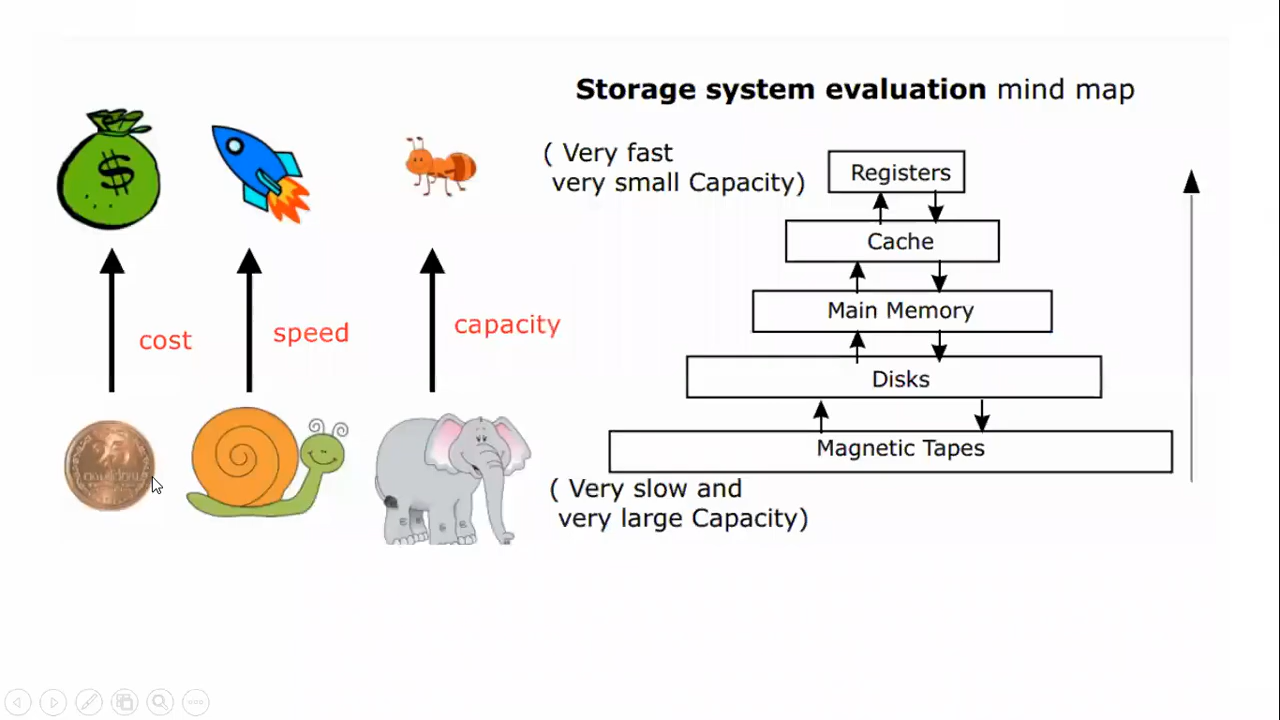 Storage system evaluation mind map
( Very fast
very small Capacity)
Registers
Cache
Main Memory
Disks
Magnetic Tapes
( Very slow and
very large Capacity)
cost
speed
capacity
$